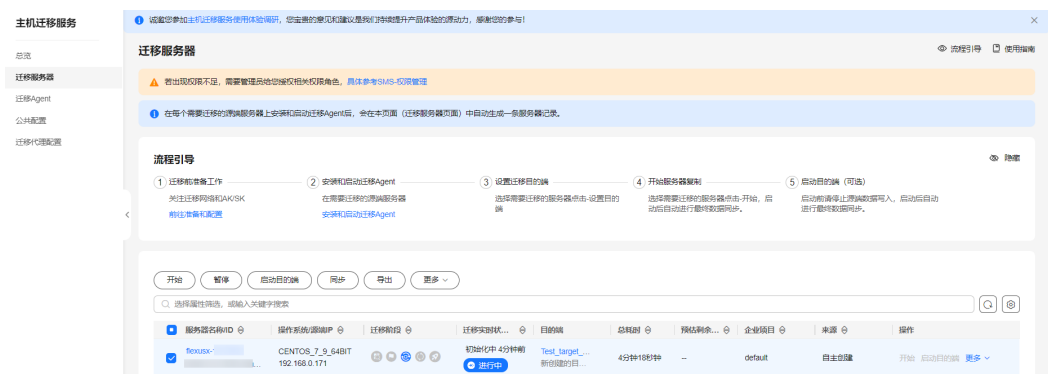 主机迁移服务
总览
迁移服务器
迁移Agent
公共配置
迁移代理配置
诚邀您参加主机迁移服务使用体验调研，您宝贵的意见和建议是我们持续提升产品体验的源动力，感谢您的参与！
迁移服务器
流程引导
使用指南
若出现权限不足，需要管理员给您授权相关权限角色，具体参考SMS-权限管理
在每个需要迁移的源端服务器上安装和启动迁移Agent后，会在本页面（迁移服务器页面）中自动生成一条服务器记录。
流程引导
隐藏
1 迁移前准备工作
关注迁移网络和AK/SK
前往准备和配置
2 安装和启动迁移Agent
在需要迁移的源端服务器
安装和启动迁移Agent
3 设置迁移目的端
选择需要迁移的服务器点击-设置目的
端
4 开始服务器复制
选择需要迁移的服务器点击-开始，启
动后自动进行最终数据同步。
5 启动目的端（可选）
启动前请停止源端数据写入，启动后自动
进行最终数据同步。
开始 暂停 启动目的端 同步 导出 更多
选择属性筛选，或输入关键字搜索
服务器名称/ID 操作系统/源端IP 迁移阶段 迁移实时状... 目的端 总耗时 预估剩余... 企业项目 来源 操作
flexusx- CENTOS_7_9_64BIT 初始化中 4分钟前 Test_target_... 4分钟18秒钟 -- default 自主创建 开始 启动目的端 更多
... 192.168.0.171 进行中 新创建的目...